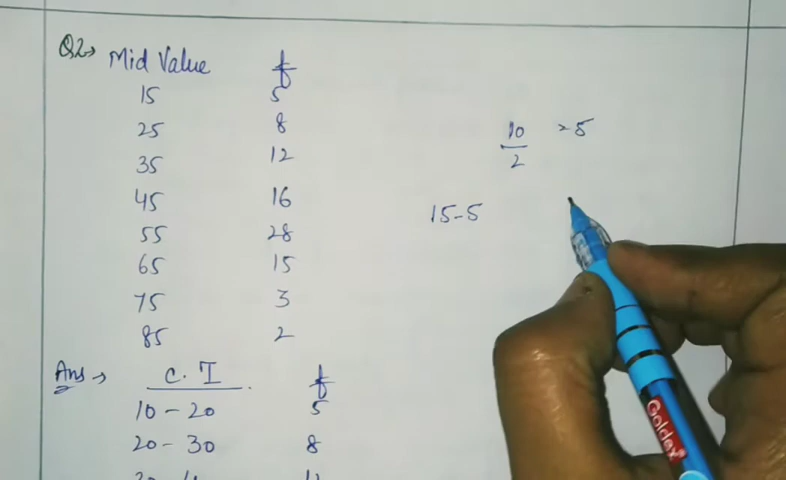 Q2→ Mid Value f
15 5
25 8
35 12
45 16
55 28
65 15
75 3
85 2
10/2 = 5
15-5
Ans → C.I f
10-20 5
20-30 8
Goldex